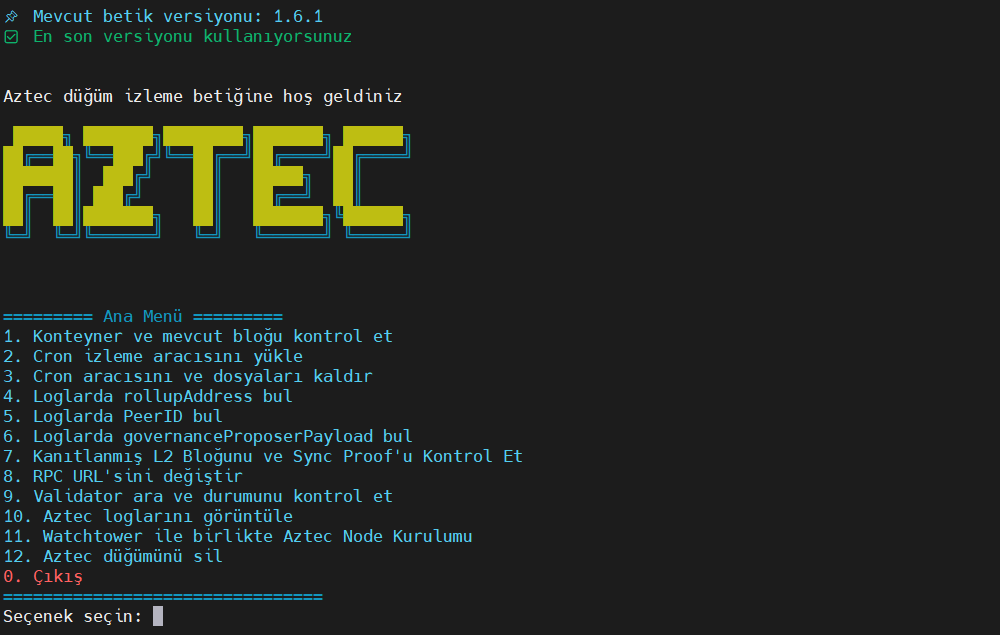 Mevcut betik versiyonu: 1.6.1
En son versiyonu kullanıyorsunuz
Aztec düğüm izleme betiğine hoş geldiniz
AZTEC
========= Ana Menü =========
1. Konteyner ve mevcut bloğu kontrol et
2. Cron izleme aracısını yükle
3. Cron aracısını ve dosyaları kaldır
4. Loglarda rollupAddress bul
5. Loglarda PeerID bul
6. Loglarda governanceProposerPayload bul
7. Kanıtlanmış L2 Bloğunu ve Sync Proof'u Kontrol Et
8. RPC URL'sini değiştir
9. Validator ara ve durumunu kontrol et
10. Aztec loglarını görüntüle
11. Watchtower ile birlikte Aztec Node Kurulumu
12. Aztec düğümünü sil
0. Çıkış
================================
Seçenek seçin: